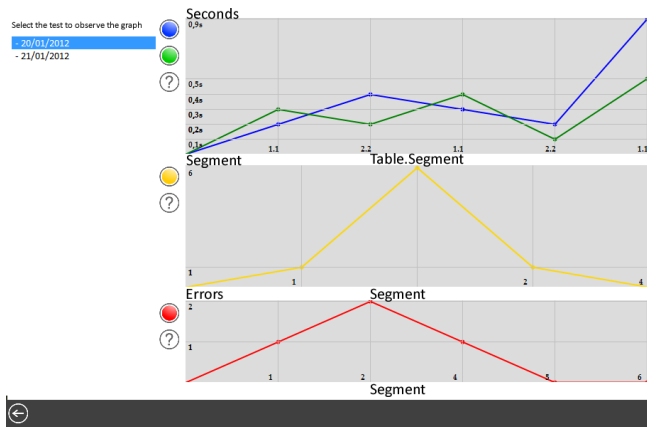 Select the test to observe the graph
- 20/01/2012
- 21/01/2012
Seconds
0,9s
0,5s
0,4s
0,3s
0,2s
0,1s
1.1 2.2 1.1 2.2 1.1
?
Segment Table.Segment
6
1
1 2 4
?
Errors Segment
2
1
1 2 4 5 6
?
Segment